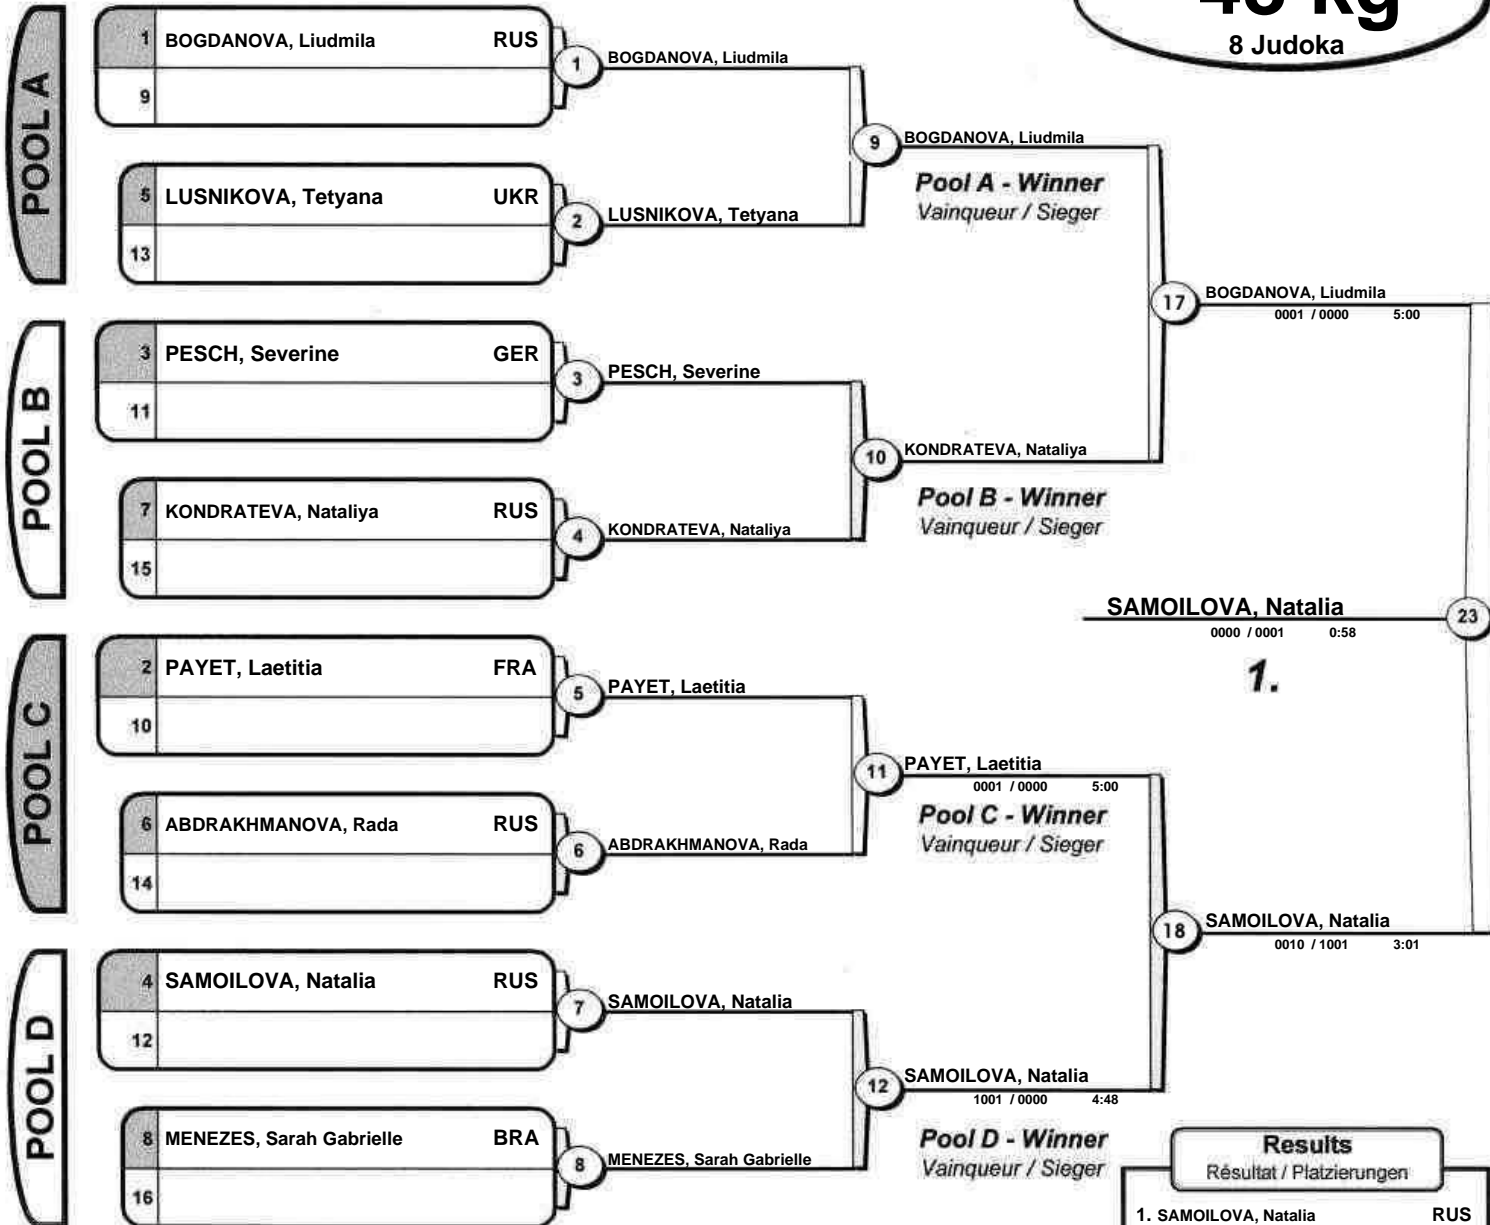 48 kg
8 Judoka
POOL A
1 BOGDANOVA, Liudmila RUS
9
1 BOGDANOVA, Liudmila
5 LUSNIKOVA, Tetyana UKR
13
2 LUSNIKOVA, Tetyana
9 BOGDANOVA, Liudmila
Pool A - Winner
Vainqueur / Sieger
POOL B
3 PESCH, Severine GER
11
3 PESCH, Severine
7 KONDRATEVA, Nataliya RUS
15
4 KONDRATEVA, Nataliya
10 KONDRATEVA, Nataliya
Pool B - Winner
Vainqueur / Sieger
17 BOGDANOVA, Liudmila
0001 / 0000 5:00
SAMOILOVA, Natalia 23
0000 / 0001 0:58
1.
POOL C
2 PAYET, Laetitia FRA
10
5 PAYET, Laetitia
6 ABDRAKHMANOVA, Rada RUS
14
6 ABDRAKHMANOVA, Rada
11 PAYET, Laetitia
0001 / 0000 5:00
Pool C - Winner
Vainqueur / Sieger
18 SAMOILOVA, Natalia
0010 / 1001 3:01
POOL D
4 SAMOILOVA, Natalia RUS
12
7 SAMOILOVA, Natalia
8 MENEZES, Sarah Gabrielle BRA
16
8 MENEZES, Sarah Gabrielle
12 SAMOILOVA, Natalia
1001 / 0000 4:48
Pool D - Winner
Vainqueur / Sieger
Results
Résultat / Platzierungen
1. SAMOILOVA, Natalia RUS